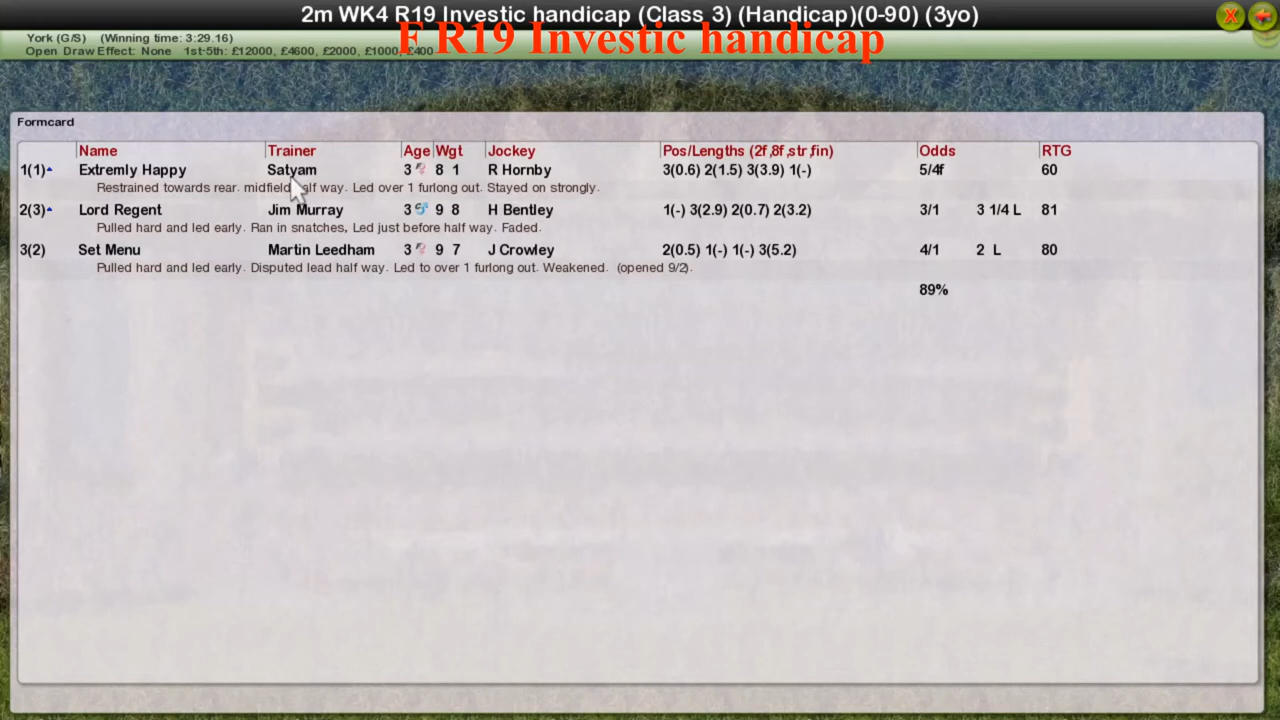 2m WK4 R19 Investic handicap (Class 3) (Handicap)(0-90) (3yo)
F R19 Investic handicap
York (G/S) (Winning time: 3:29.16)
Open Draw Effect: None 1st-5th: £12000, £4600, £2000, £1000, £400
Formcard
Name Trainer Age Wgt Jockey Pos/Lengths (2f,8f,str,fin) Odds RTG
1(1) Extremly Happy Satyam 3 8 1 R Hornby 3(0.6) 2(1.5) 3(3.9) 1(-) 5/4f 60
Restrained towards rear. midfield half way. Led over 1 furlong out. Stayed on strongly.
2(3) Lord Regent Jim Murray 3 9 8 H Bentley 1(-) 3(2.9) 2(0.7) 2(3.2) 3/1 3 1/4 L 81
Pulled hard and led early. Ran in snatches, Led just before half way. Faded.
3(2) Set Menu Martin Leedham 3 9 7 J Crowley 2(0.5) 1(-) 1(-) 3(5.2) 4/1 2 L 80
Pulled hard and led early. Disputed lead half way. Led to over 1 furlong out. Weakened. (opened 9/2).
89%